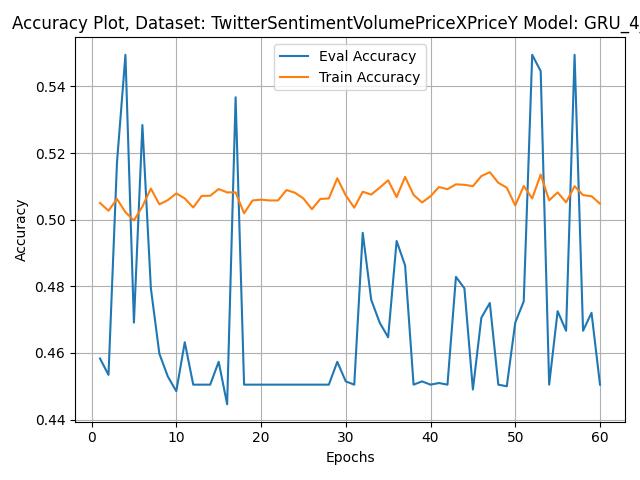 Accuracy Plot, Dataset: TwitterSentimentVolumePriceXPriceY Model: GRU_4
Eval Accuracy
Train Accuracy
0.54
0.52
0.50
0.48
0.46
0.44
Accuracy
0 10 20 30 40 50 60
Epochs